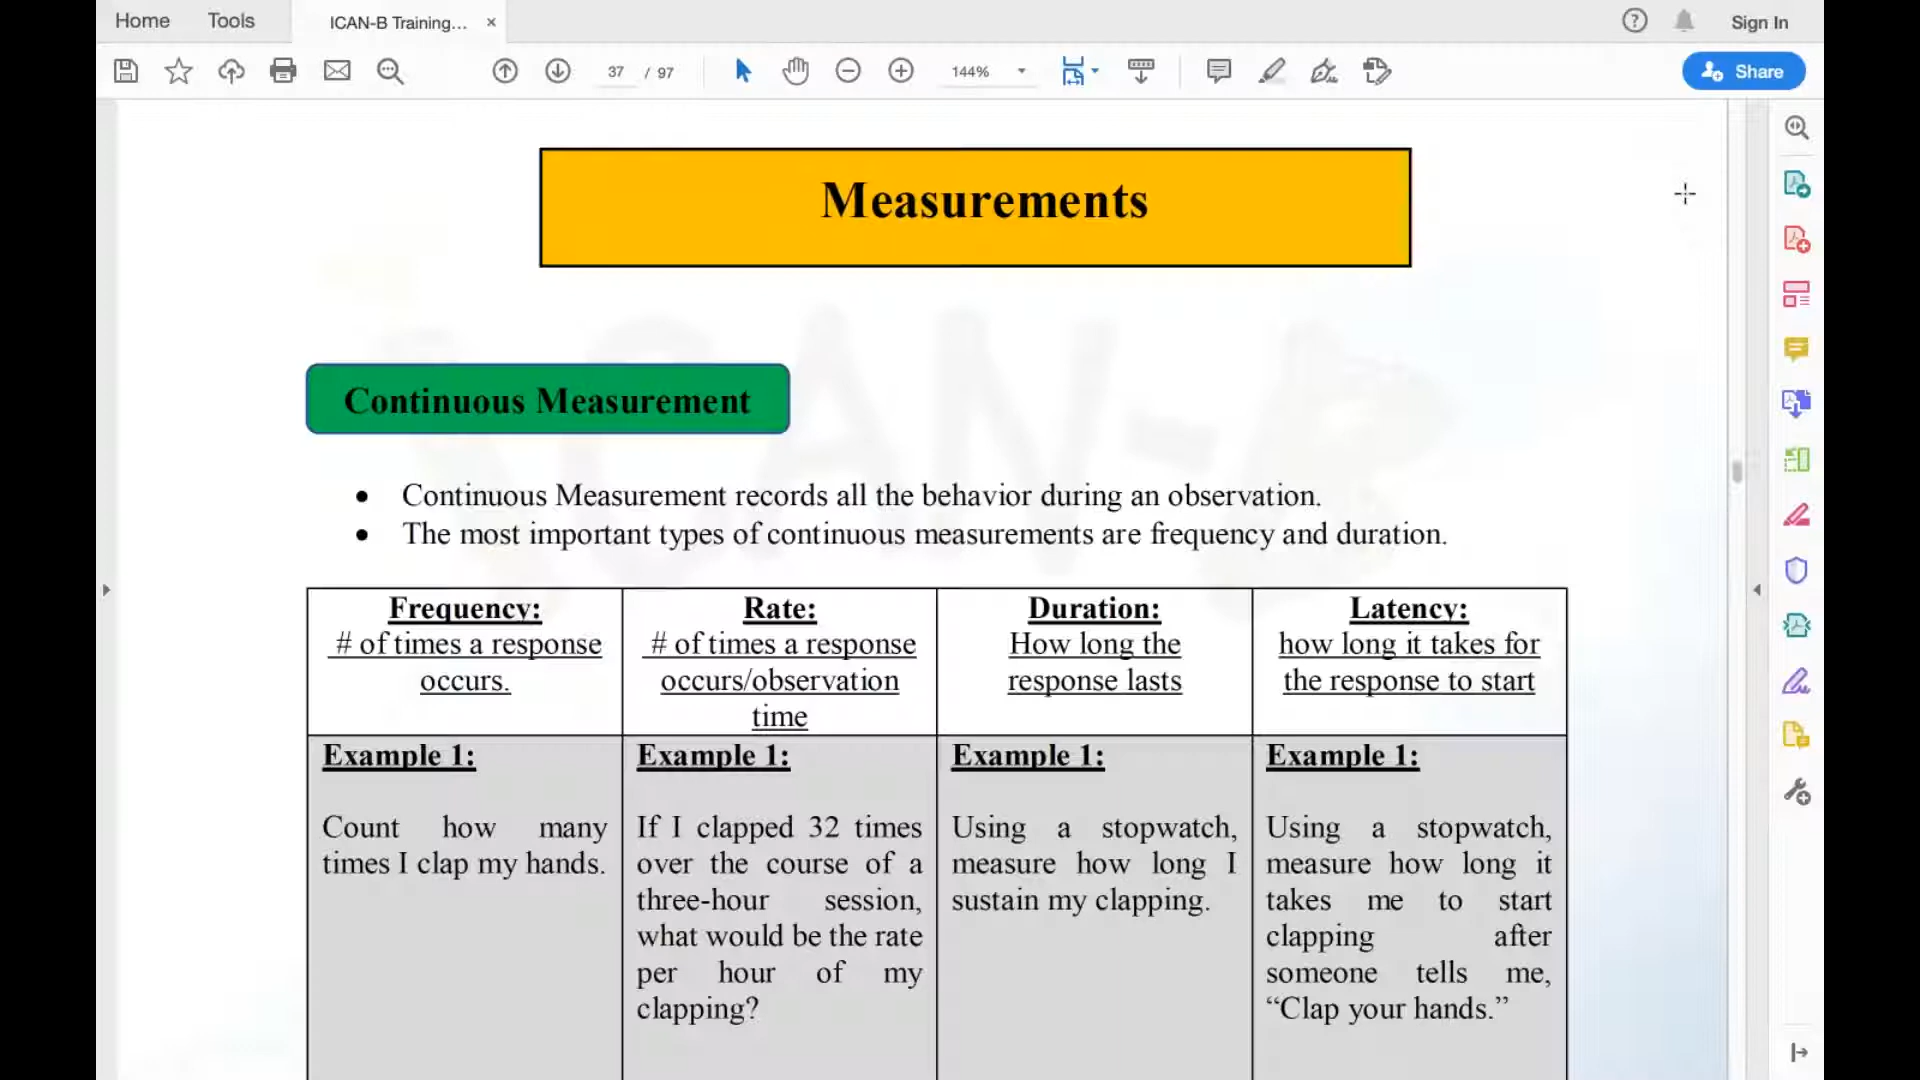 Home Tools ICAN-B Training... × Sign In
37 / 97 144% Share
Measurements
Continuous Measurement
• Continuous Measurement records all the behavior during an observation.
• The most important types of continuous measurements are frequency and duration.
Frequency:
# of times a response
occurs.
Rate:
# of times a response
occurs/observation
time
Duration:
How long the
response lasts
Latency:
how long it takes for
the response to start
Example 1:
Count how many
times I clap my hands.
Example 1:
If I clapped 32 times
over the course of a
three-hour session,
what would be the rate
per hour of my
clapping?
Example 1:
Using a stopwatch,
measure how long I
sustain my clapping.
Example 1:
Using a stopwatch,
measure how long it
takes me to start
clapping after
someone tells me,
“Clap your hands.”
ICAN-B